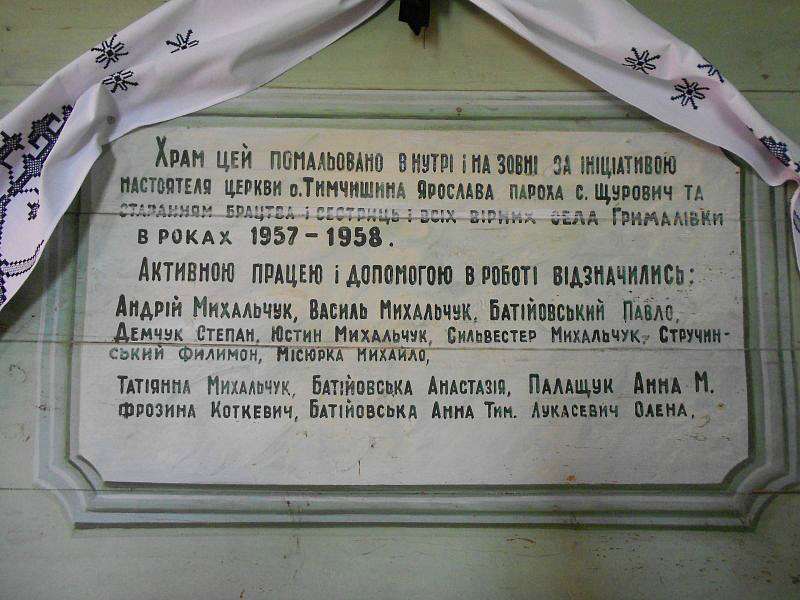 Храм цей помальовано в нутрі і на зовні за ініціативою
настоятеля церкви о. Тимчишина Ярослава пароха с. Щурович та
старанням братцтва і сестриць і всіх вірних села Грималівки
в роках 1957 – 1958.
Активною працею і допомогою в роботі відзначились:
Андрій Михальчук, Василь Михальчук, Батійовський Павло,
Демчук Степан, Юстин Михальчук, Сильвестер Михальчук, Стручин-
ський Филимон, Місюрка Михайло,
Татіянна Михальчук, Батійовська Анастазія, Палащук Анна М.
Фрозина Коткевич, Батійовська Анна Тим. Лукасевич Олена.